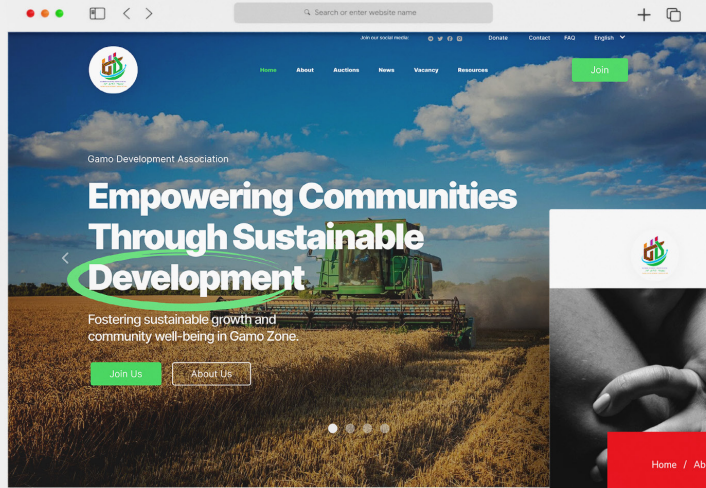 Search or enter website name
Join our social media:
Donate
Contact
FAQ
English
Home
About
Auctions
News
Vacancy
Resources
Join
Gamo Development Association
Empowering Communities
Through Sustainable
Development
Fostering sustainable growth and
community well-being in Gamo Zone.
Join Us
About Us
Home / Ab